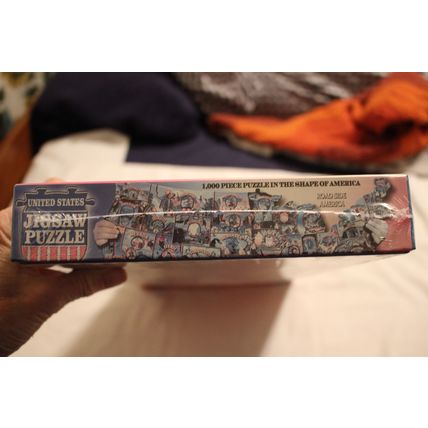 UNITED STATES
JIGSAW
PUZZLE
1,000 PIECE PUZZLE IN THE SHAPE OF AMERICA
ROAD SIDE
AMERICA